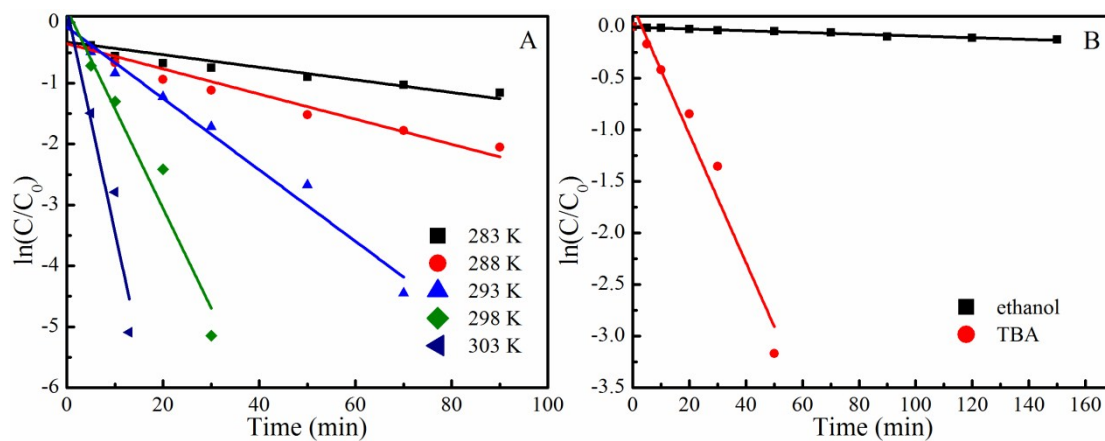 A
0
-1
-2
-3
-4
-5
-6
ln(C/C₀)
0 20 40 60 80 100
Time (min)
283 K
288 K
293 K
298 K
303 K
B
0.0
-0.5
-1.0
-1.5
-2.0
-2.5
-3.0
-3.5
ln(C/C₀)
0 20 40 60 80 100 120 140 160
Time (min)
ethanol
TBA